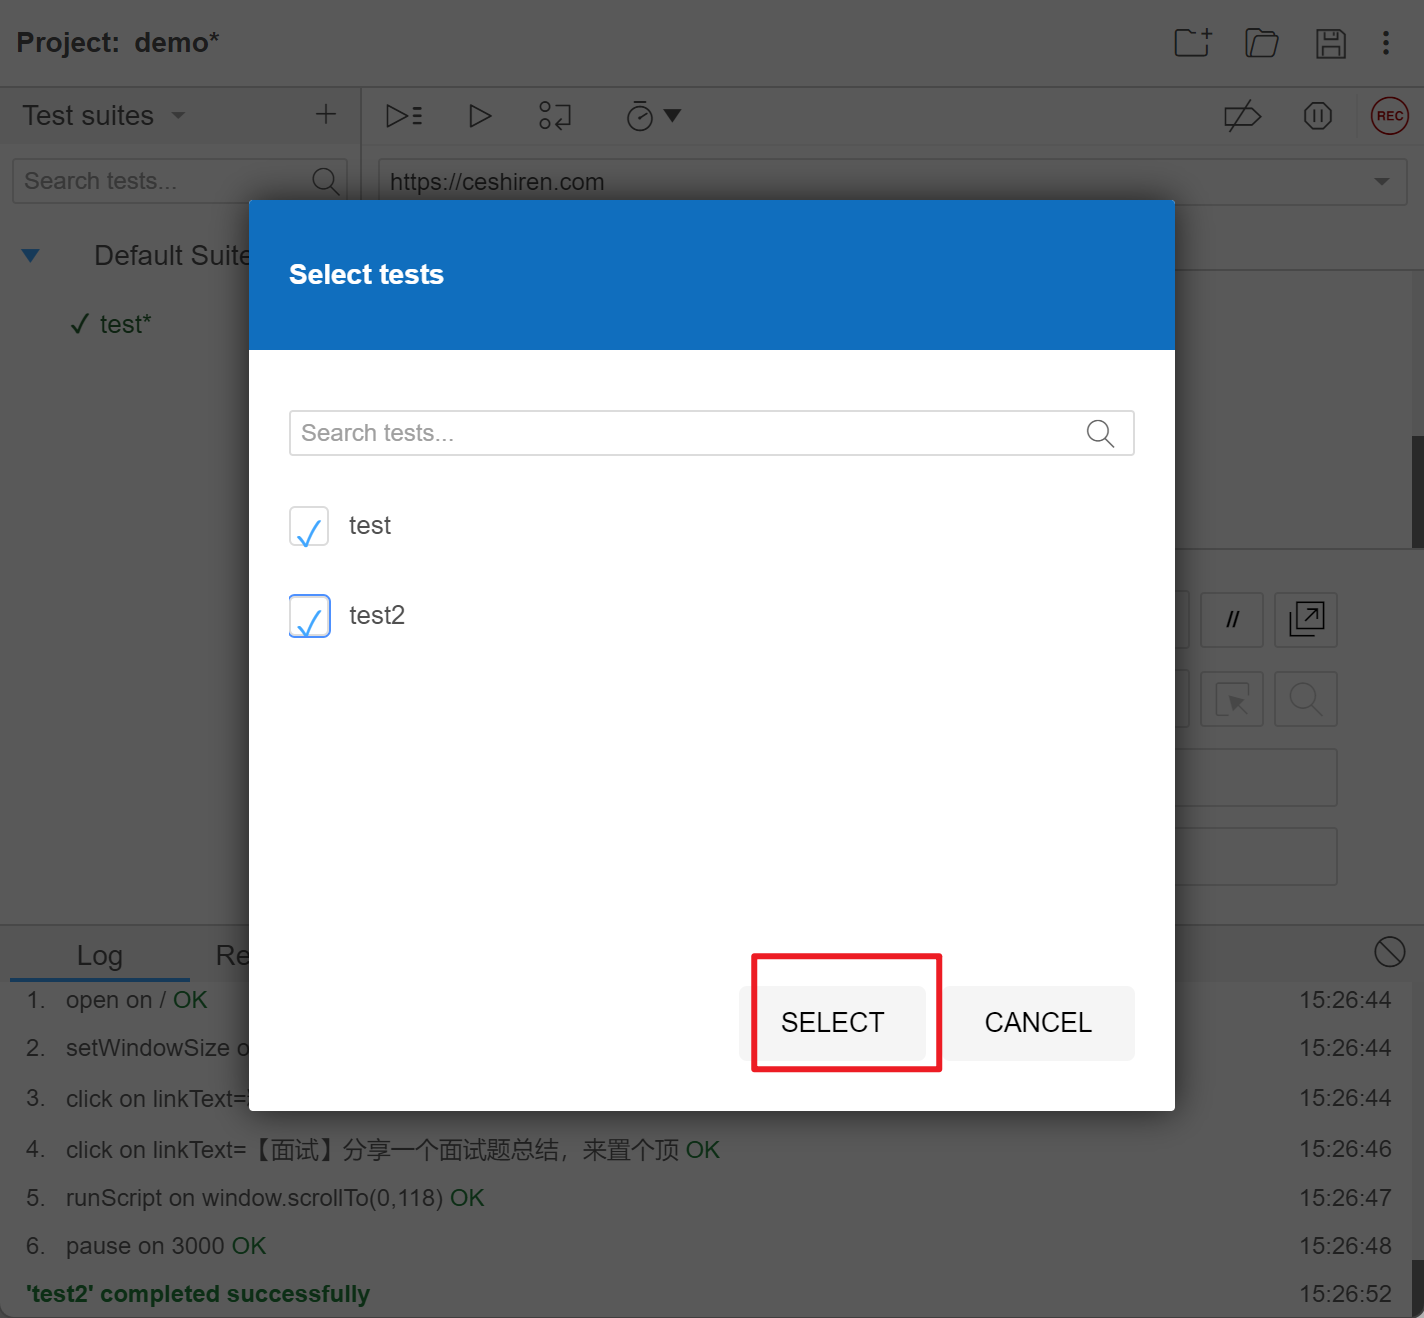 Project: demo*
Test suites
REC
Search tests...
https://ceshiren.com
Default Suite
✓ test*
Select tests
Search tests...
test
test2
//
SELECT
CANCEL
Log
1. open on / OK 15:26:44
2. setWindowSize 15:26:44
3. click on linkText= 15:26:44
4. click on linkText=【面试】分享一个面试题总结，来置个顶 OK 15:26:46
5. runScript on window.scrollTo(0,118) OK 15:26:47
6. pause on 3000 OK 15:26:48
'test2' completed successfully 15:26:52